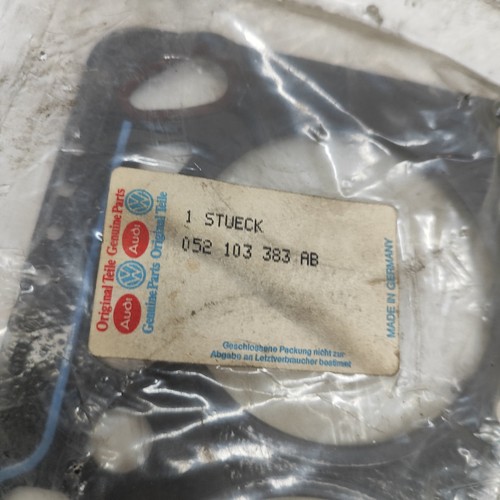 1 STUECK
052 103 383 AB
Original Teile Genuine Parts
Audi
Audi
Genuine Parts Original Teile
MADE IN GERMANY
Geschlossene Packung nicht zur
Abgabe an Letztverbraucher bestimmt